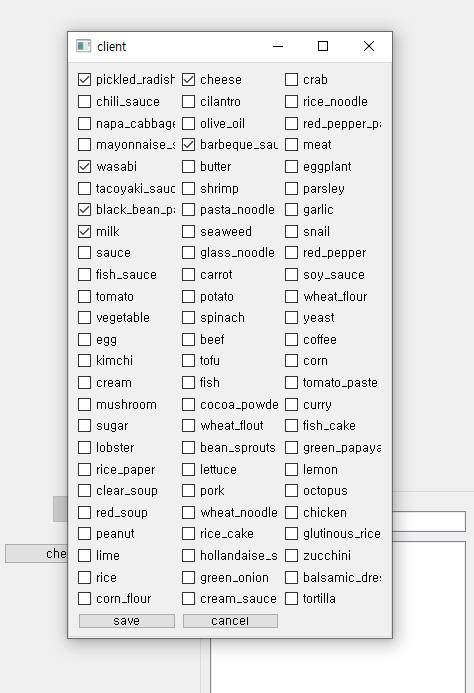 client
pickled_radish cheese crab
chili_sauce cilantro rice_noodle
napa_cabbage olive_oil red_pepper_pa
mayonnaise_s barbeque_sau meat
wasabi butter eggplant
tacoyaki_sauc shrimp parsley
black_bean_pa pasta_noodle garlic
milk seaweed snail
sauce glass_noodle red_pepper
fish_sauce carrot soy_sauce
tomato potato wheat_flour
vegetable spinach yeast
egg beef coffee
kimchi tofu corn
cream fish tomato_paste
mushroom cocoa_powde curry
sugar wheat_flout fish_cake
lobster bean_sprouts green_papaya
rice_paper lettuce lemon
clear_soup pork octopus
red_soup wheat_noodle chicken
peanut rice_cake glutinous_rice
lime hollandaise_s zucchini
rice green_onion balsamic_dres
corn_flour cream_sauce tortilla
save cancel
che